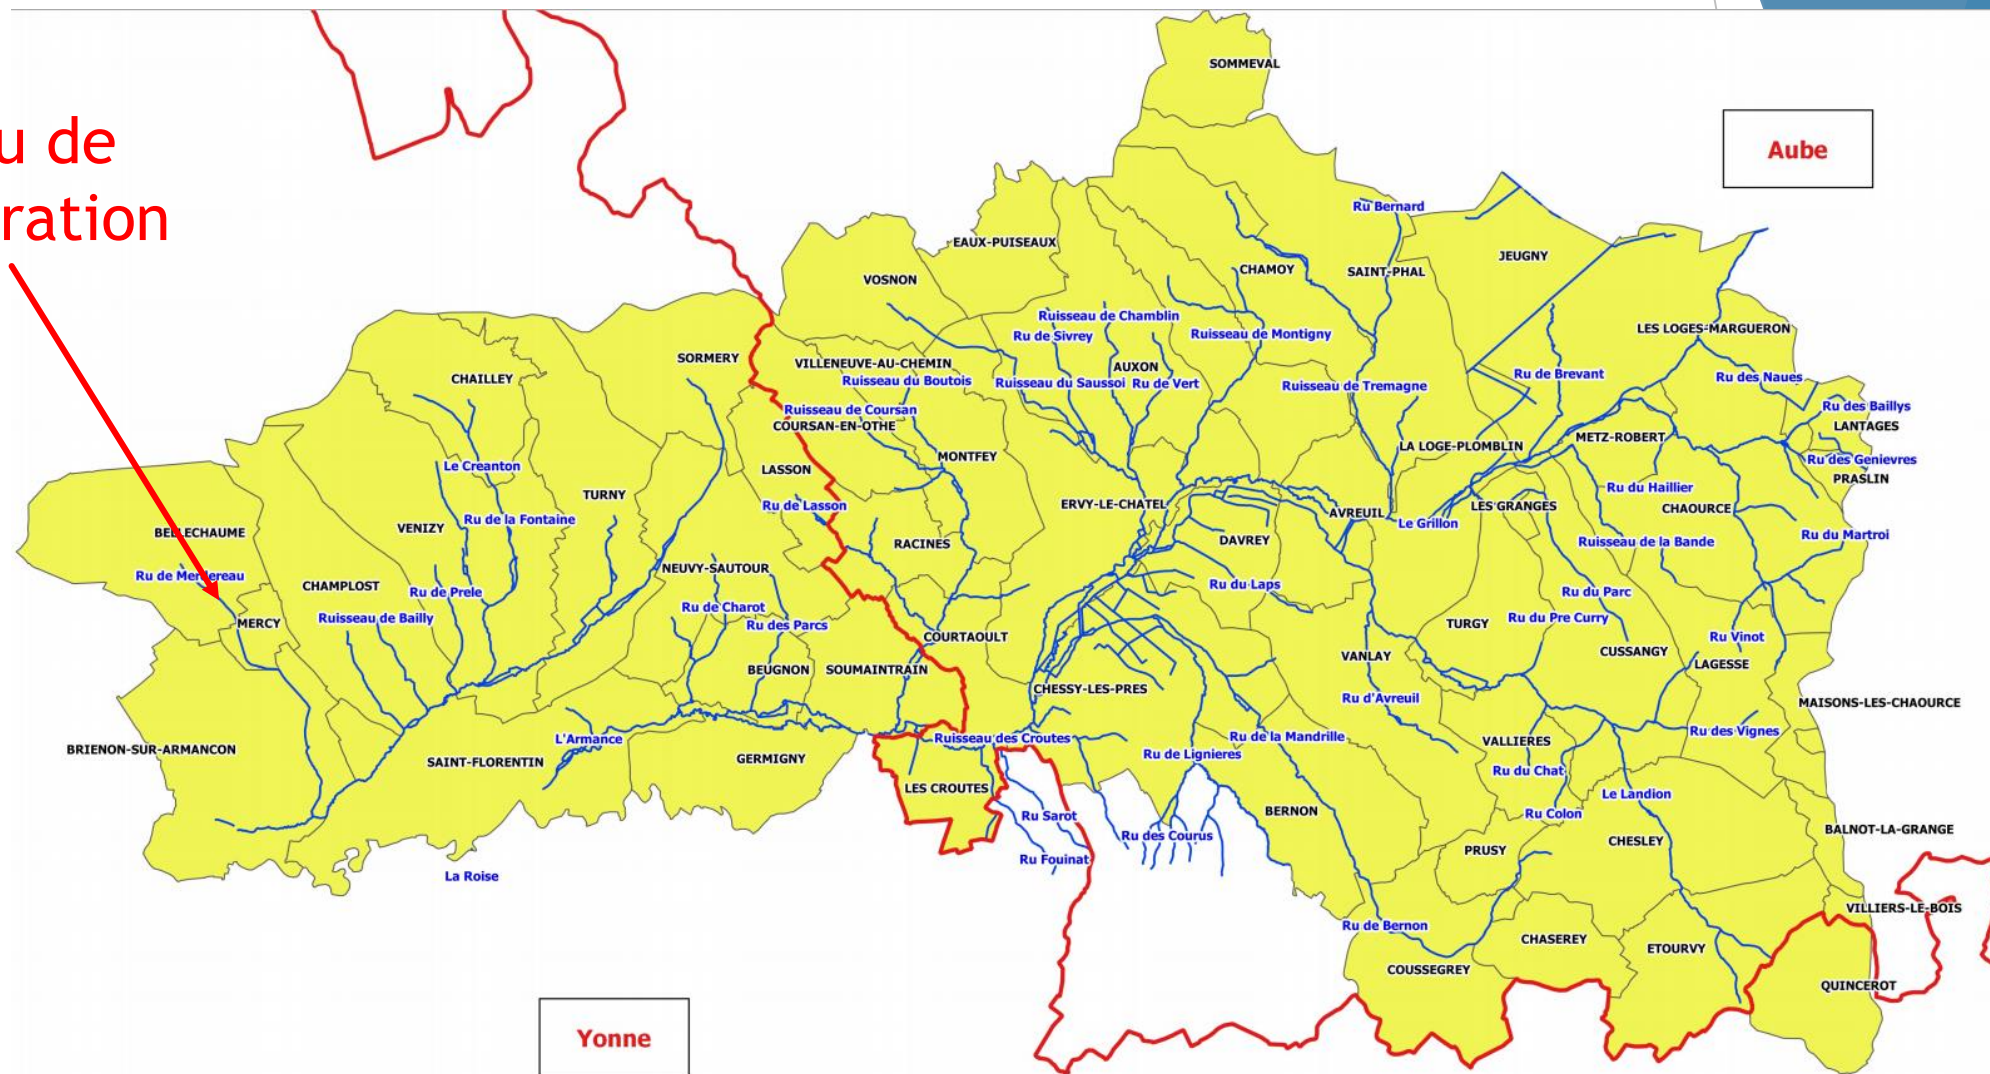 SOMMEVAL
Aube
u de
ration
Ru Bernard
EAUX-PUISEAUX
JEUGNY
CHAMOY
SAINT-PHAL
VOSNON
Ruisseau de Chamblin
Ru de Sivrey
Ruisseau de Montigny
LES LOGES-MARGUERON
SORMERY
VILLENEUVE-AU-CHEMIN
AUXON
CHAILLEY
Ruisseau du Boutois
Ruisseau du Saussoi
Ru de Vert
Ruisseau de Tremagne
Ru de Brevant
Ru des Naues
Ruisseau de Coursan
COURSAN-EN-OTHE
Ru des Baillys
LANTAGES
METZ-ROBERT
LA LOGE-PLOMBLIN
MONTFEY
Le Creanton
LASSON
Ru des Genievres
PRASLIN
Ru du Haillier
TURNY
Ru de Lasson
ERVY-LE-CHATEL
LES GRANGES
CHAOURCE
AVREUIL
Le Grillon
VENIZY
Ru de la Fontaine
BELLECHAUME
RACINES
DAVREY
Ruisseau de la Bande
Ru du Martroi
Ru de Merdereau
CHAMPLOST
NEUVY-SAUTOUR
Ru de Prele
Ru du Laps
Ru du Parc
Ru de Charot
MERCY
Ruisseau de Bailly
Ru des Parcs
COURTAOULT
TURGY
Ru du Pre Curry
Ru Vinot
CUSSANGY
LAGESSE
BEUGNON
SOUMAINTRAIN
VANLAY
CHESSY-LES-PRES
Ru d'Avreuil
MAISONS-LES-CHAOURCE
BRIENON-SUR-ARMANCON
L'Armance
Ruisseau des Croutes
Ru de la Mandrille
VALLIERES
Ru des Vignes
SAINT-FLORENTIN
GERMIGNY
Ru de Lignieres
Ru du Chat
LES CROUTES
Le Landion
Ru Sarot
BERNON
Ru Colon
Ru des Courus
BALNOT-LA-GRANGE
CHESLEY
PRUSY
Ru Fouinat
La Roise
VILLIERS-LE-BOIS
Ru de Bernon
CHASEREY
ETOURVY
COUSSEGREY
QUINCEROT
Yonne